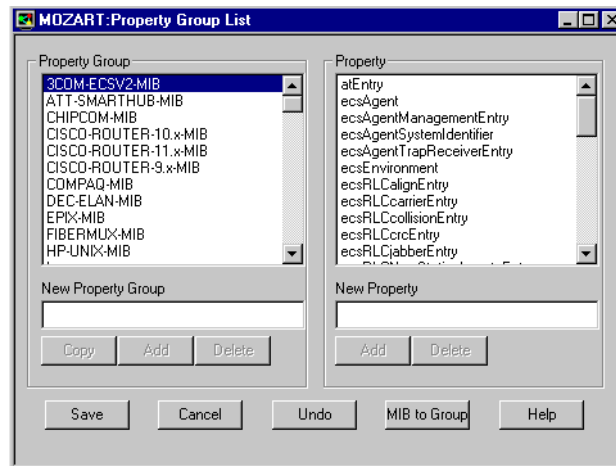 MOZART:Property Group List
Property Group
3COM-ECSV2-MIB
ATT-SMARTHUB-MIB
CHIPCOM-MIB
CISCO-ROUTER-10.x-MIB
CISCO-ROUTER-11.x-MIB
CISCO-ROUTER-9.x-MIB
COMPAQ-MIB
DEC-ELAN-MIB
EPIX-MIB
FIBERMUX-MIB
HP-UNIX-MIB
New Property Group
Copy Add Delete
Property
atEntry
ecsAgent
ecsAgentManagementEntry
ecsAgentSystemIdentifier
ecsAgentTrapReceiverEntry
ecsEnvironment
ecsRLCalignEntry
ecsRLCcarrierEntry
ecsRLCcollisionEntry
ecsRLCcrcEntry
ecsRLCjabberEntry
New Property
Add Delete
Save Cancel Undo MIB to Group Help